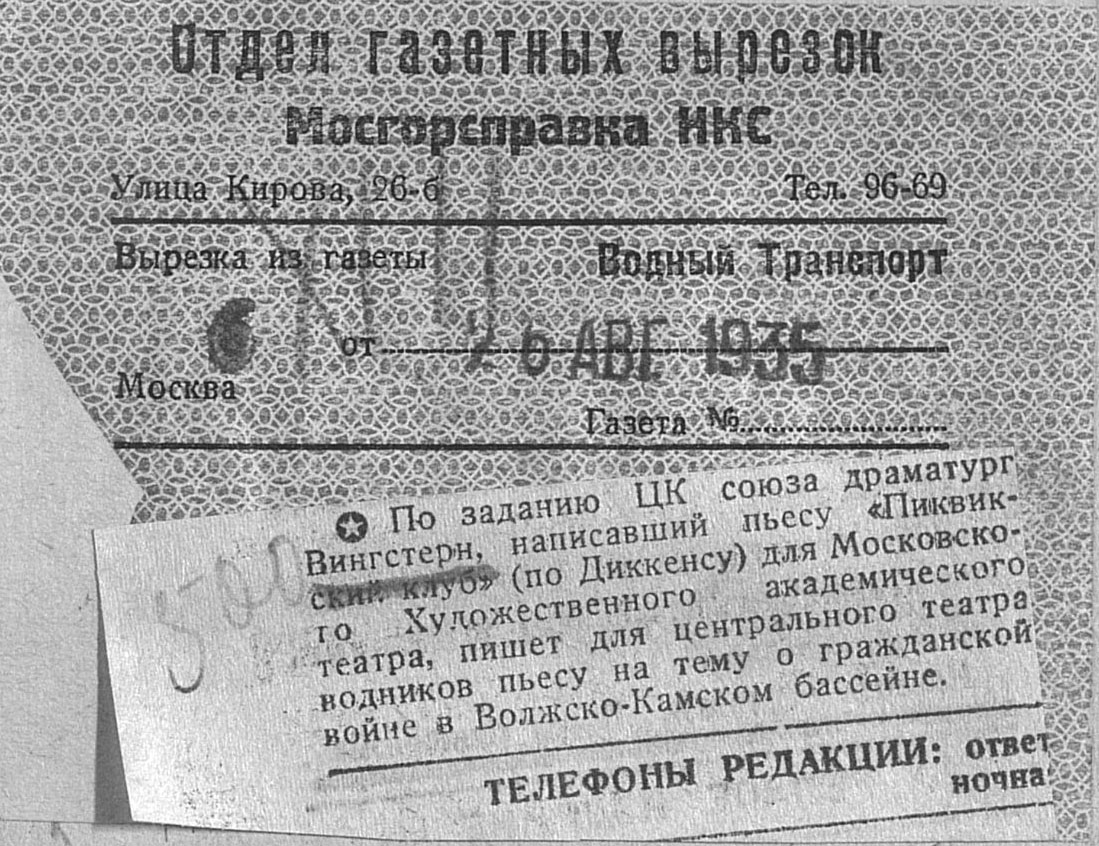 Отдел газетных вырезок
Мосгорсправка НКС
Улица Кирова, 26-б Тел. 96-69
Вырезка из газеты Водный Транспорт
от 26 АВГ 1935
Москва
Газета №
По заданию ЦК союза драматург
Вингстерн, написавший пьесу «Пиквик-
ский клуб» (по Диккенсу) для Московско-
го Художественного академического
театра, пишет для центрального театра
водников пьесу на тему о гражданской
войне в Волжско-Камском бассейне.
ТЕЛЕФОНЫ РЕДАКЦИИ: ответ
ночна
500